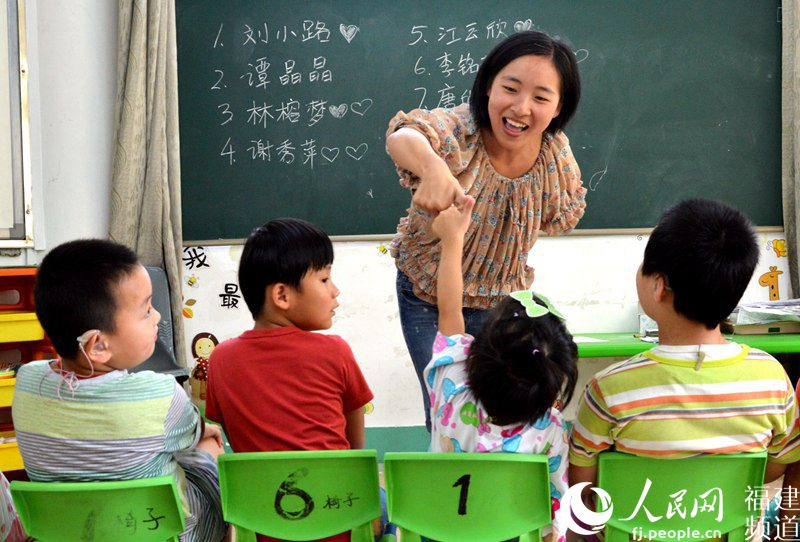 1. 刘小路
2. 谭晶晶
3 林榕梦
4. 谢秀萍
5. 江云欣
6. 李铭
7. 唐
我
最
6 椅子
1
椅子
人民网 福建
fj.people.cn 频道